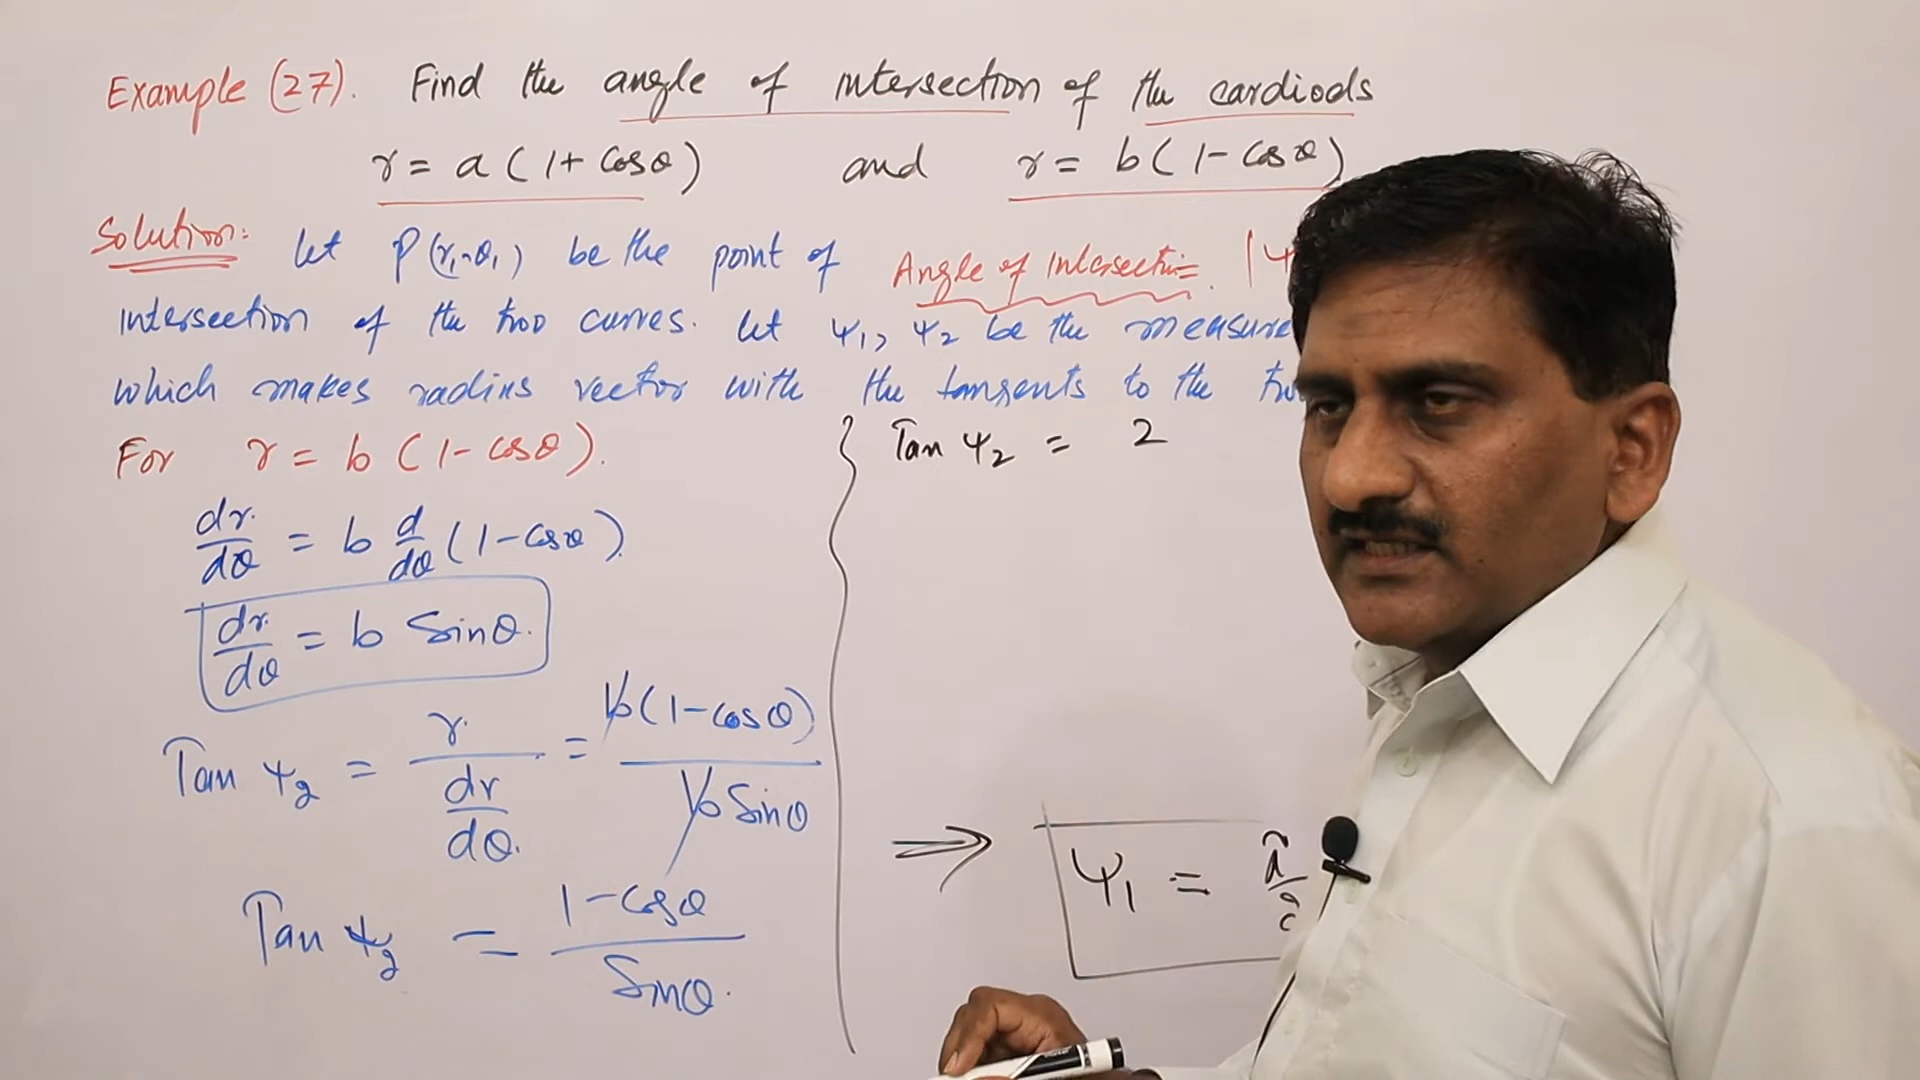 Example (27). Find the angle of intersection of the cardiods
r = a (1 + Cosθ) and r = b (1 - Cosθ)
Solution: let P(r₁, θ₁) be the point of
Angle of Intersection. |Ψ
intersection of the two curves. let Ψ₁, Ψ₂ be the measure
which makes radius vector with the tangents to the
For r = b (1 - cosθ).
dr/dθ = b d/dθ (1 - Cosθ)
dr/dθ = b Sinθ.
Tan Ψ₂ = r/(dr/dθ) = b(1 - cosθ)/(b Sinθ)
Tan Ψ₂ = (1 - Cosθ)/Sinθ.
Tan Ψ₂ = 2
⇒ Ψ₁ =